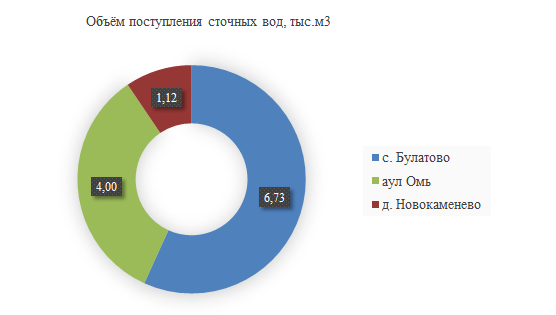 Объём поступления сточных вод, тыс.м3
1,12
4,00
6,73
с. Булатово
аул Омь
д. Новокаменево